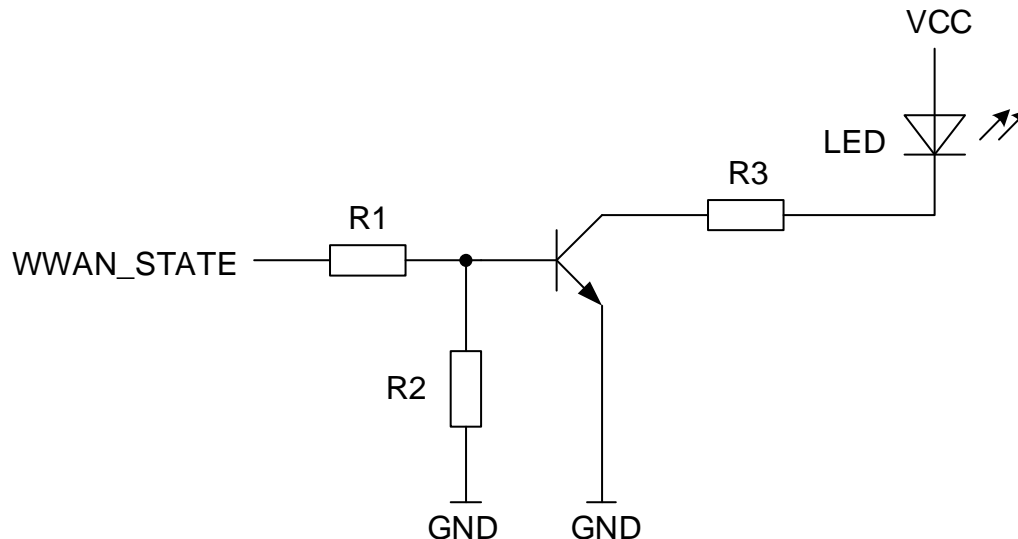 VCC
LED
R3
R1
WWAN_STATE
R2
GND
GND